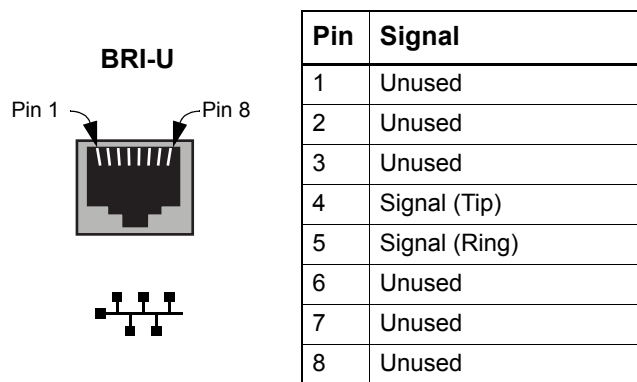 BRI-U
Pin 1
Pin 8
Pin Signal
1 Unused
2 Unused
3 Unused
4 Signal (Tip)
5 Signal (Ring)
6 Unused
7 Unused
8 Unused